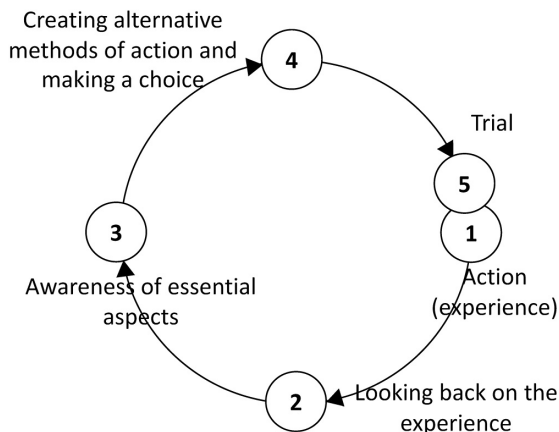 Creating alternative
methods of action and
making a choice
4
Trial
5
3
1
Action
(experience)
Awareness of essential
aspects
2
Looking back on the
experience